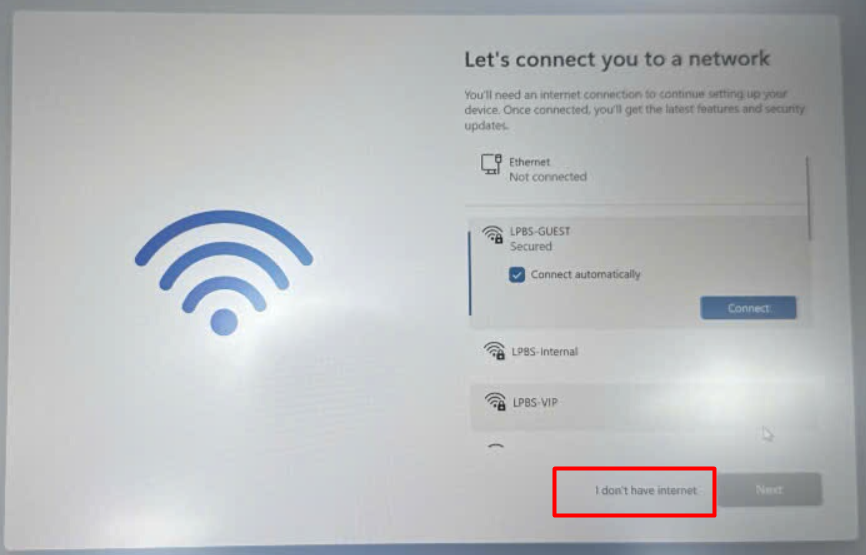 Let's connect you to a network
You'll need an internet connection to continue setting up your
device. Once connected, you'll get the latest features and security
updates.
Ethernet
Not connected
LPBS-GUEST
Secured
Connect automatically
Connect
LPBS-Internal
LPBS-VIP
I don't have internet
Next